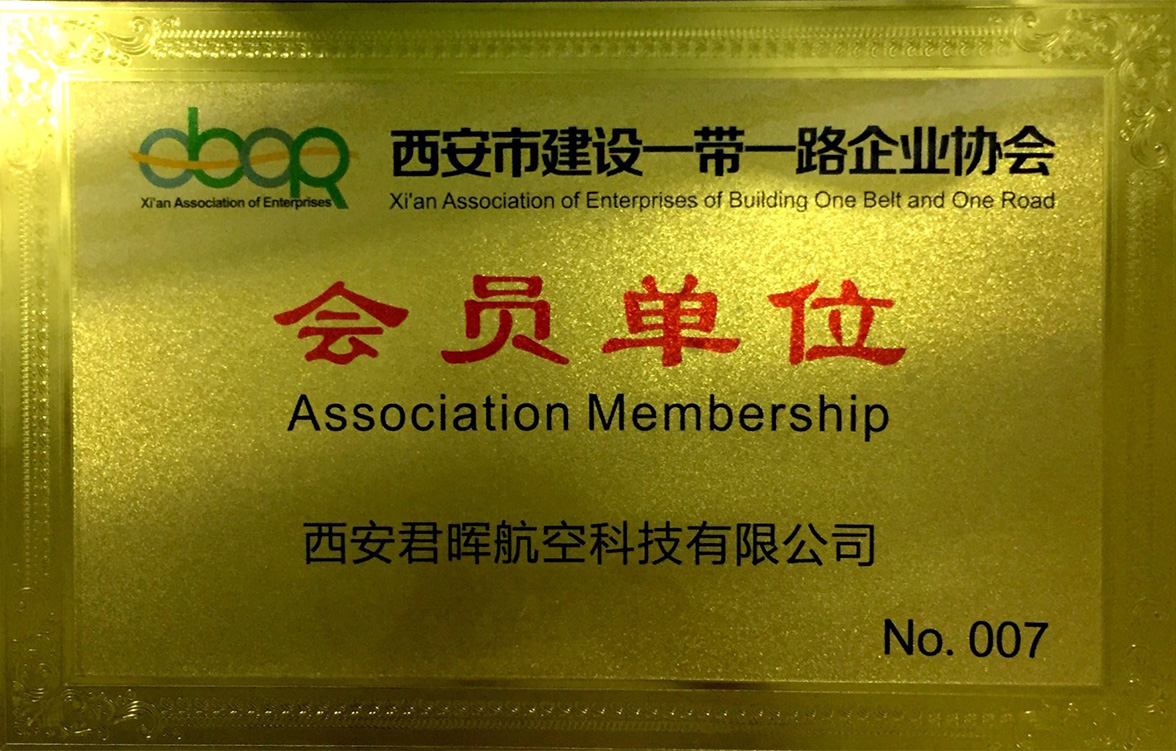 obor
Xi'an Association of Enterprises
西安市建设一带一路企业协会
Xi'an Association of Enterprises of Building One Belt and One Road
会员单位
Association Membership
西安君晖航空科技有限公司
No. 007